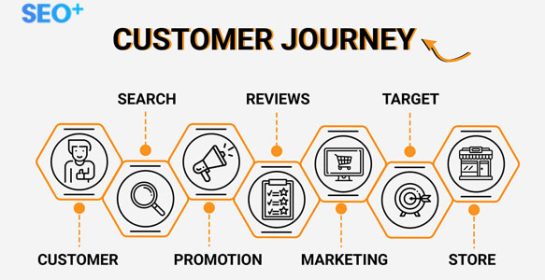 SEO+
CUSTOMER JOURNEY
SEARCH
REVIEWS
TARGET
CUSTOMER
PROMOTION
MARKETING
STORE